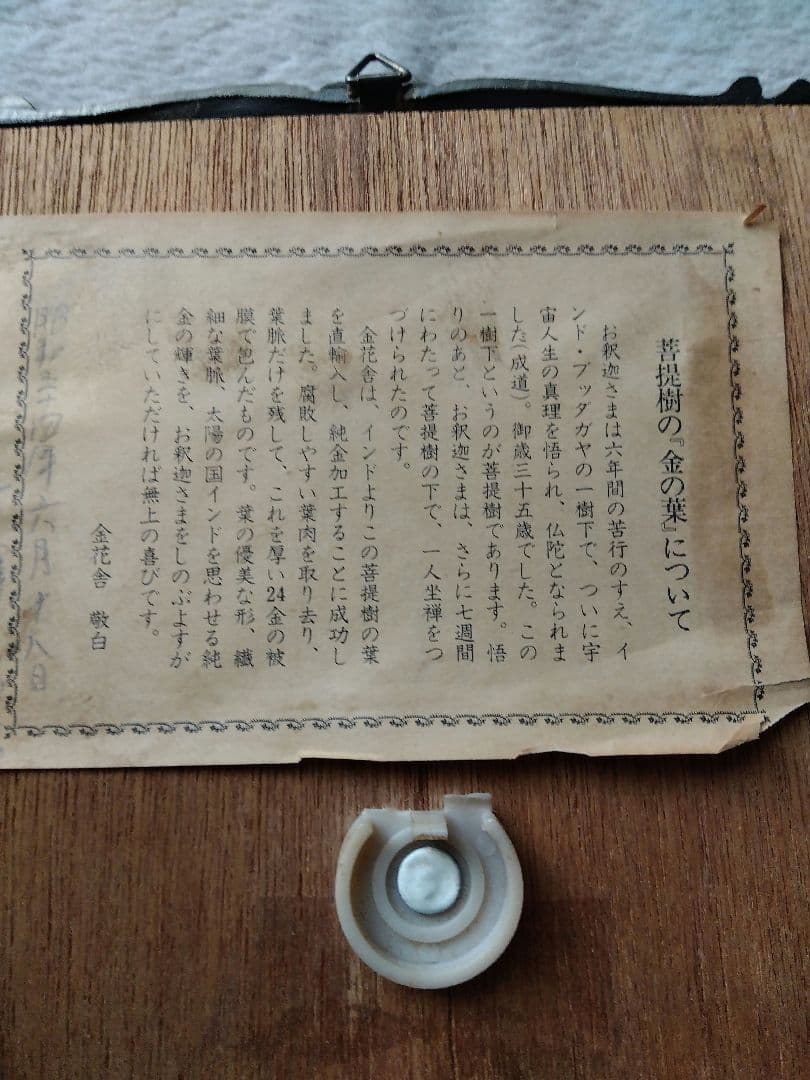 菩提樹の『金の葉』について
お釈迦さまは六年間の苦行のすえ、イ
ンド・ブッダガヤの一樹下で、ついに宇
宙人生の真理を悟られ、仏陀となられま
した(成道)。御歳三十五歳でした。この
一樹下というのが菩提樹であります。悟
りのあと、お釈迦さまは、さらに七週間
にわたって菩提樹の下で、一人坐禅をつ
づけられたのです。
金花舎は、インドよりこの菩提樹の葉
を直輸入し、純金加工することに成功し
ました。腐敗しやすい葉肉を取り去り、
葉脈だけを残して、これを厚い24金の被
膜で包んだものです。葉の優美な形、繊
細な葉脈、太陽の国インドを思わせる純
金の輝きを、お釈迦さまをしのぶよすが
にしていただければ無上の喜びです。
金花舎 敬白
年六月十八日